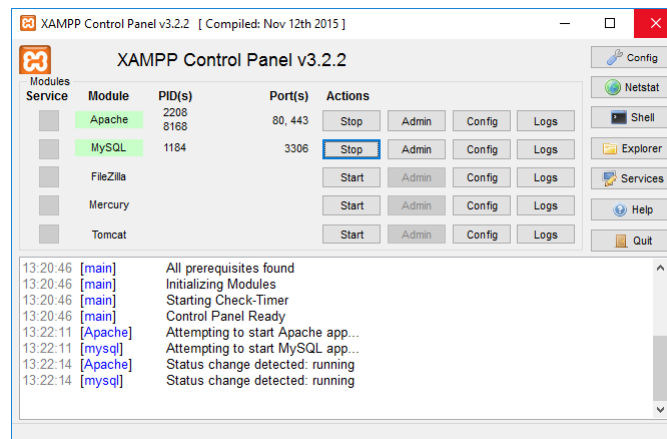 XAMPP Control Panel v3.2.2 [ Compiled: Nov 12th 2015 ]
XAMPP Control Panel v3.2.2
Config
Modules
Service Module PID(s) Port(s) Actions
Netstat
Apache 2208 8168 80, 443 Stop Admin Config Logs
Shell
MySQL 1184 3306 Stop Admin Config Logs
Explorer
FileZilla Start Admin Config Logs
Services
Mercury Start Admin Config Logs
Help
Tomcat Start Admin Config Logs
Quit
13:20:46 [main] All prerequisites found
13:20:46 [main] Initializing Modules
13:20:46 [main] Starting Check-Timer
13:20:46 [main] Control Panel Ready
13:22:11 [Apache] Attempting to start Apache app...
13:22:11 [mysql] Attempting to start MySQL app...
13:22:14 [Apache] Status change detected: running
13:22:14 [mysql] Status change detected: running